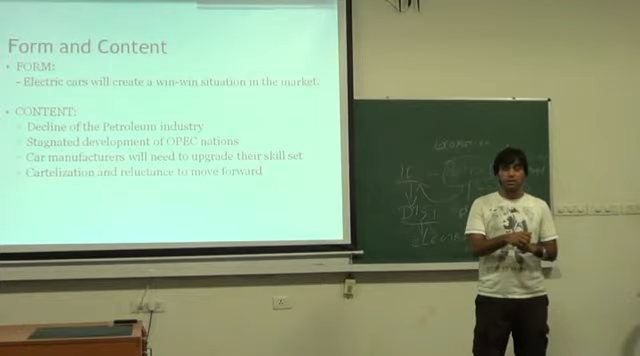 Form and Content
• FORM:
- Electric cars will create a win-win situation in the market.
• CONTENT:
Decline of the Petroleum industry
Stagnated development of OPEC nations
Car manufacturers will need to upgrade their skill set
Cartelization and reluctance to move forward